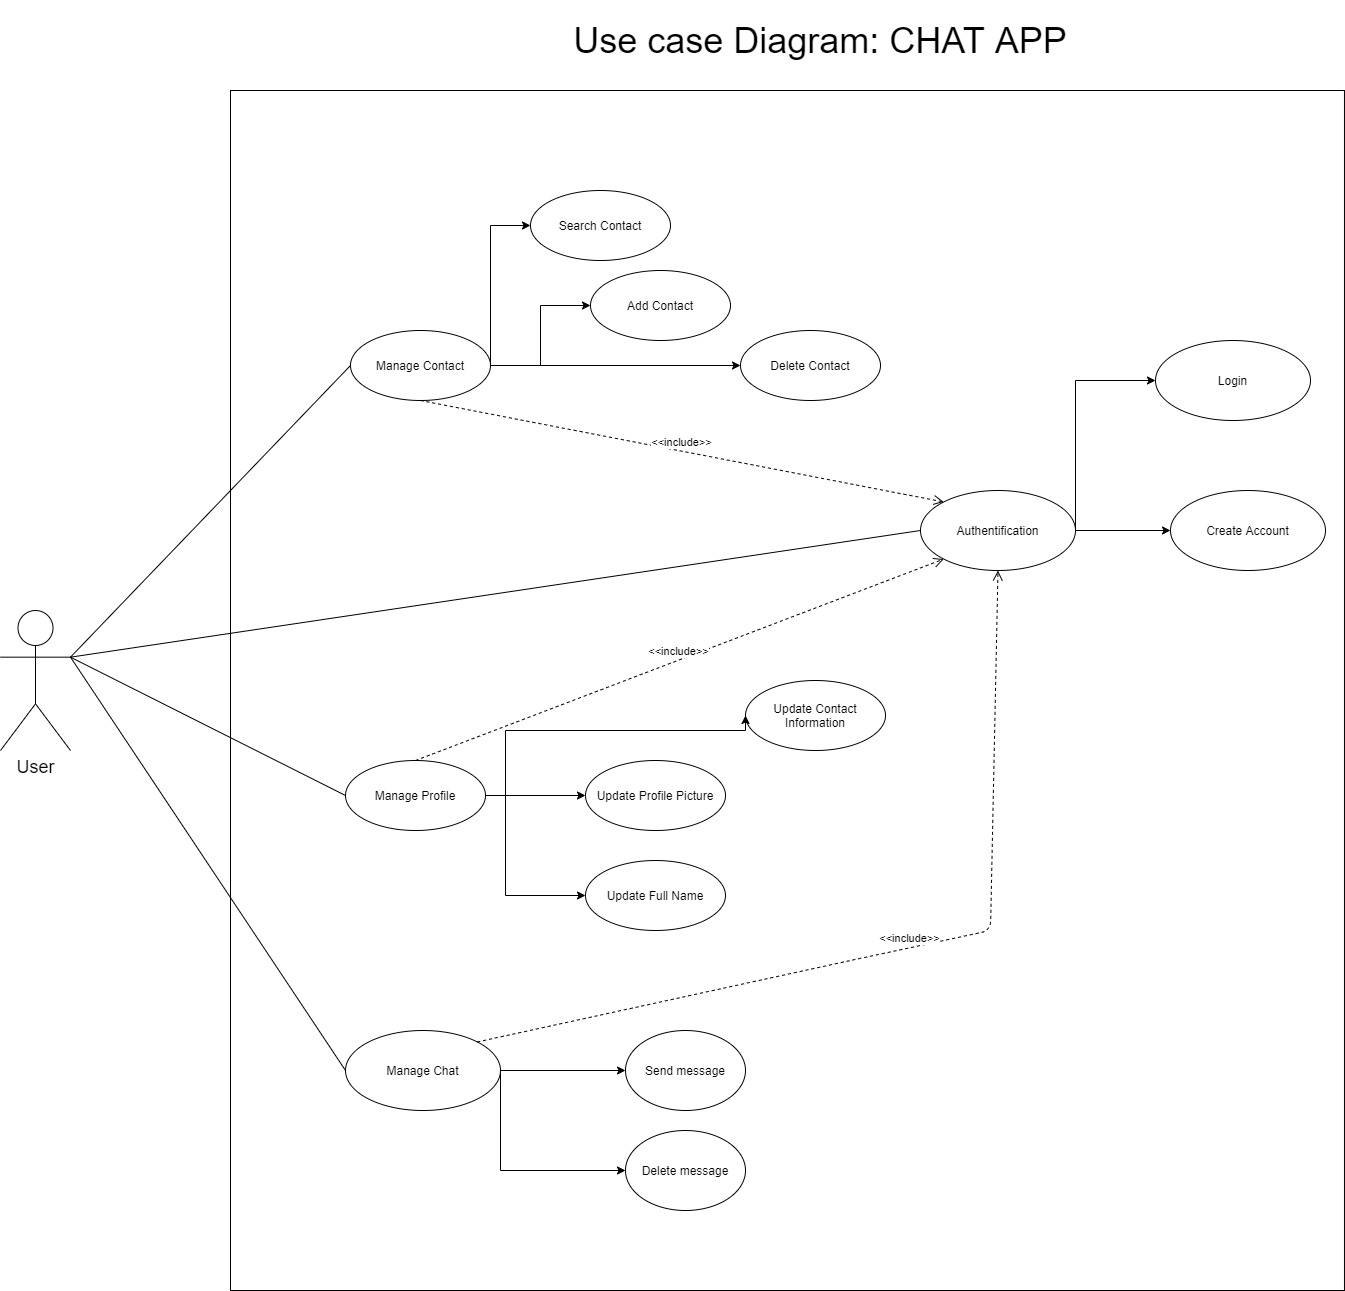 Use case Diagram: CHAT APP
Search Contact
Add Contact
Manage Contact
Delete Contact
Login
<<include>>
Authentification
Create Account
<<include>>
Update Contact
Information
User
Manage Profile
Update Profile Picture
Update Full Name
<<include>>
Manage Chat
Send message
Delete message